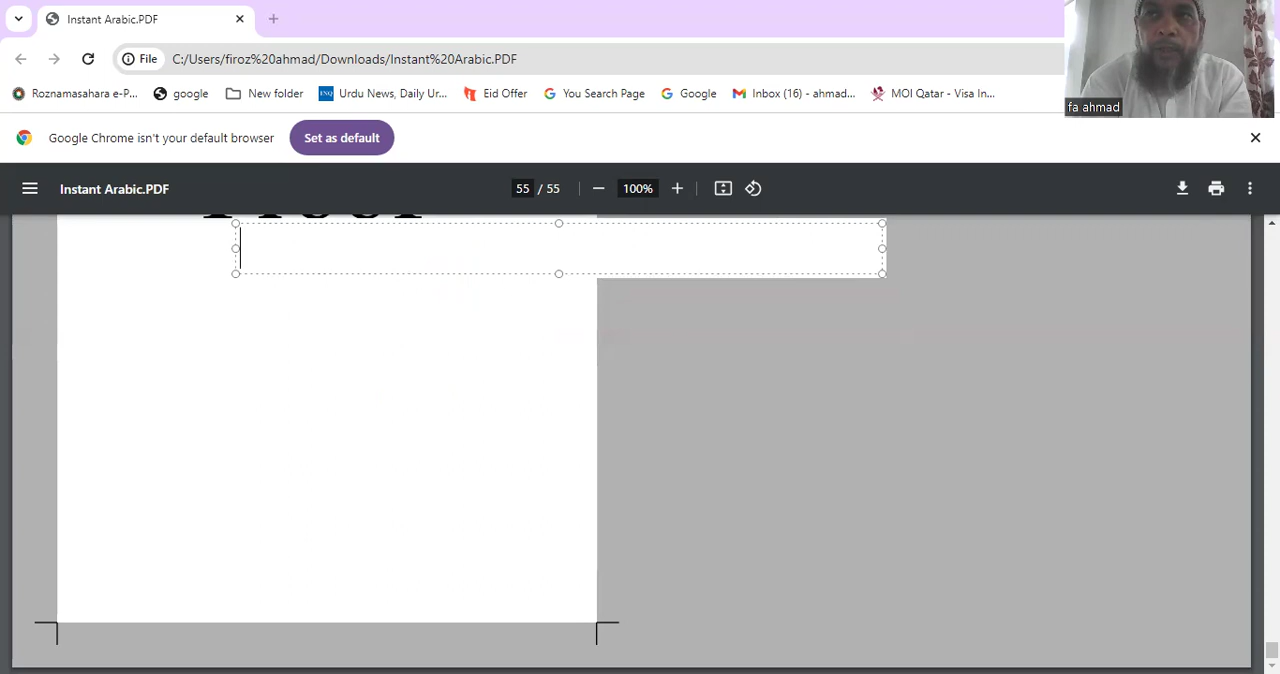 Instant Arabic.PDF
File C:/Users/firoz%20ahmad/Downloads/Instant%20Arabic.PDF
Roznamasahara e-P... google New folder Urdu News, Daily Ur... Eid Offer You Search Page Google Inbox (16) - ahmad... MOI Qatar - Visa In...
fa ahmad
Google Chrome isn't your default browser Set as default
Instant Arabic.PDF 55 / 55 100%